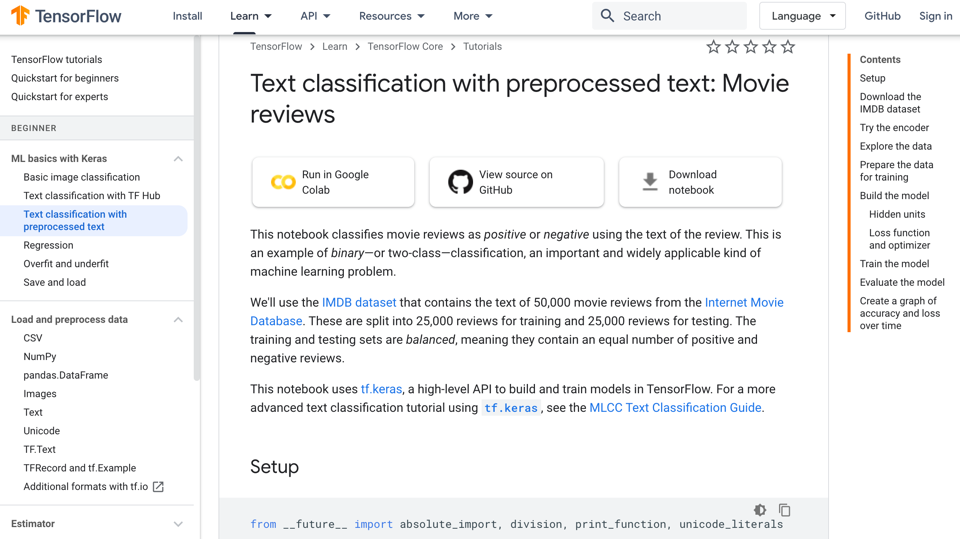 TensorFlow
Install
Learn
API
Resources
More
Search
Language
GitHub
Sign in
TensorFlow tutorials
Quickstart for beginners
Quickstart for experts
BEGINNER
ML basics with Keras
Basic image classification
Text classification with TF Hub
Text classification with
preprocessed text
Regression
Overfit and underfit
Save and load
Load and preprocess data
CSV
NumPy
pandas.DataFrame
Images
Text
Unicode
TF.Text
TFRecord and tf.Example
Additional formats with tf.io
Estimator
TensorFlow > Learn > TensorFlow Core > Tutorials
Text classification with preprocessed text: Movie
reviews
Run in Google
Colab
View source on
GitHub
Download
notebook
This notebook classifies movie reviews as positive or negative using the text of the review. This is
an example of binary—or two-class—classification, an important and widely applicable kind of
machine learning problem.
We'll use the IMDB dataset that contains the text of 50,000 movie reviews from the Internet Movie
Database. These are split into 25,000 reviews for training and 25,000 reviews for testing. The
training and testing sets are balanced, meaning they contain an equal number of positive and
negative reviews.
This notebook uses tf.keras, a high-level API to build and train models in TensorFlow. For a more
advanced text classification tutorial using tf.keras, see the MLCC Text Classification Guide.
Setup
from __future__ import absolute_import, division, print_function, unicode_literals
Contents
Setup
Download the
IMDB dataset
Try the encoder
Explore the data
Prepare the data
for training
Build the model
Hidden units
Loss function
and optimizer
Train the model
Evaluate the model
Create a graph of
accuracy and loss
over time